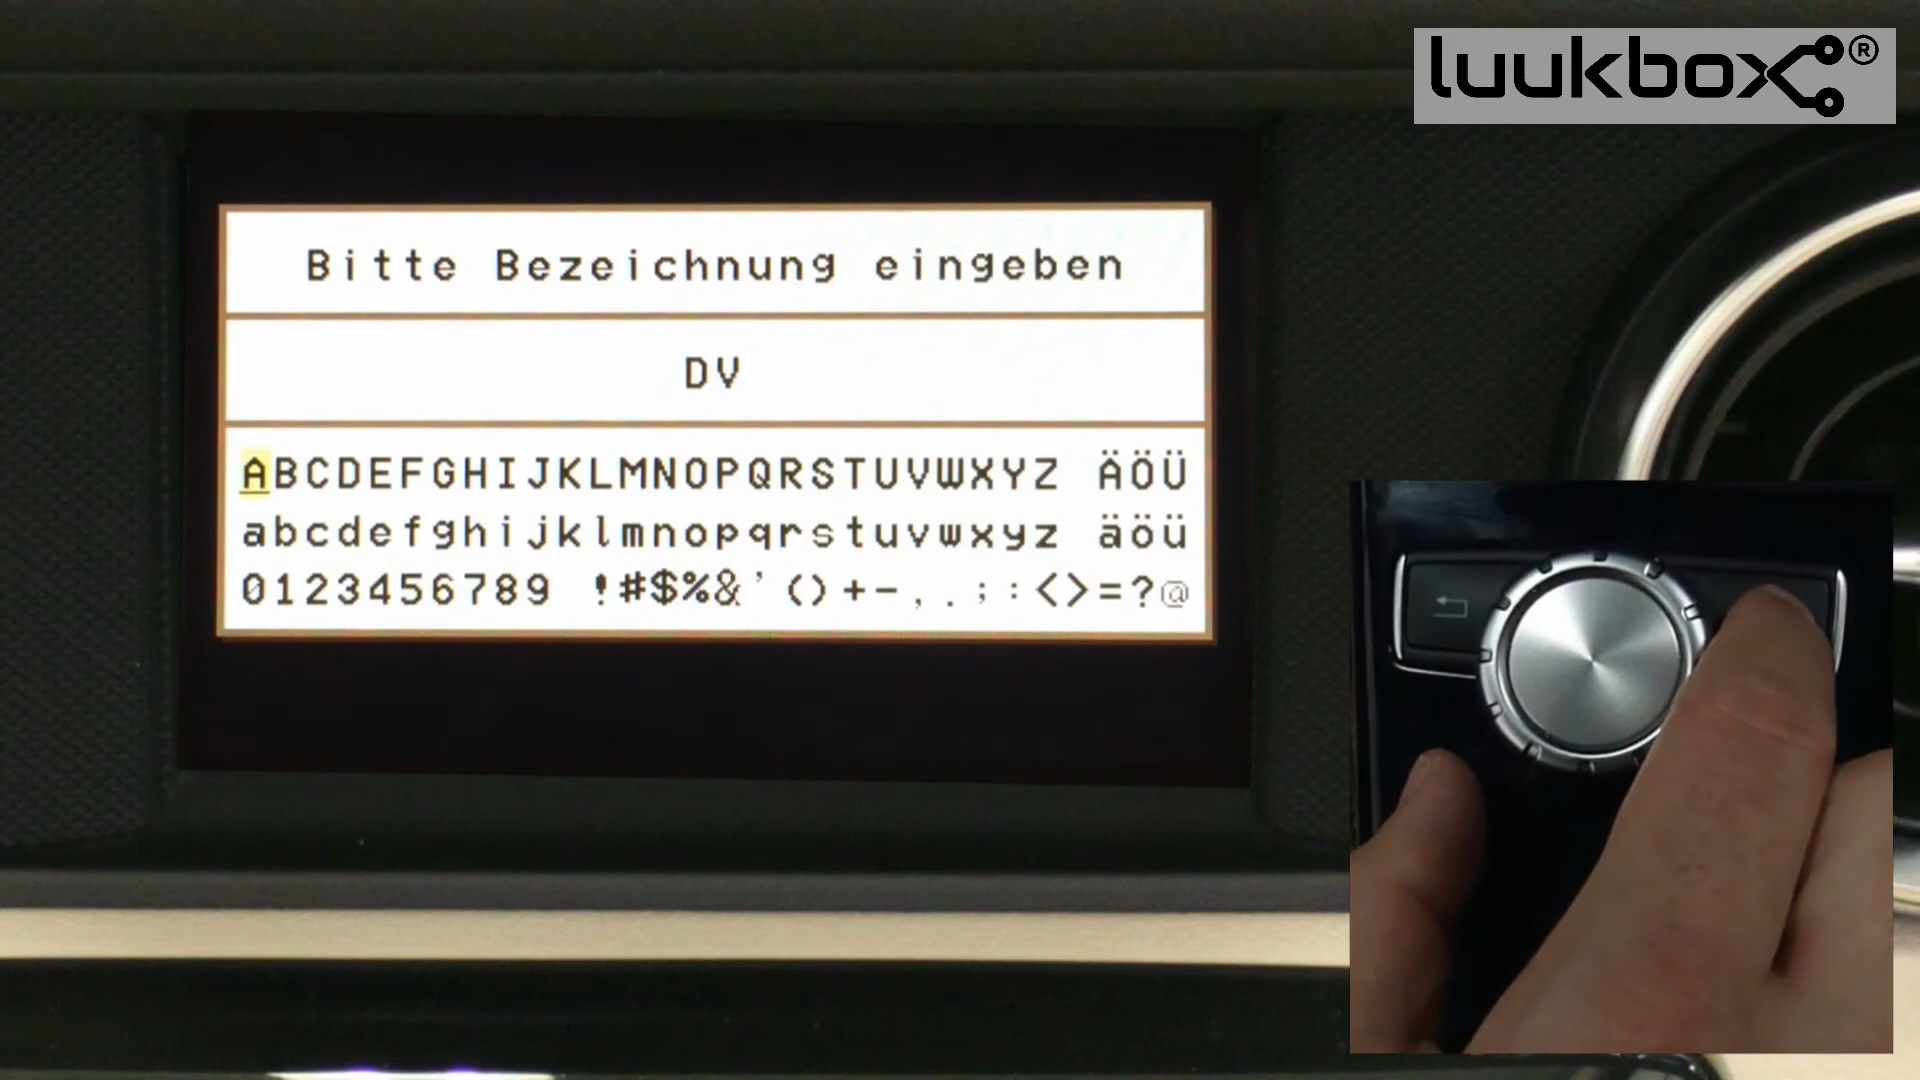 luukbox®
Bitte Bezeichnung eingeben
DV
ABCDEFGHIJKLMNOPQRSTUVWXYZ ÄÖÜ
abcdefghijklmnopqrstuvwxyz äöü
0123456789 !#$%&'()+-,.;:<>=?@